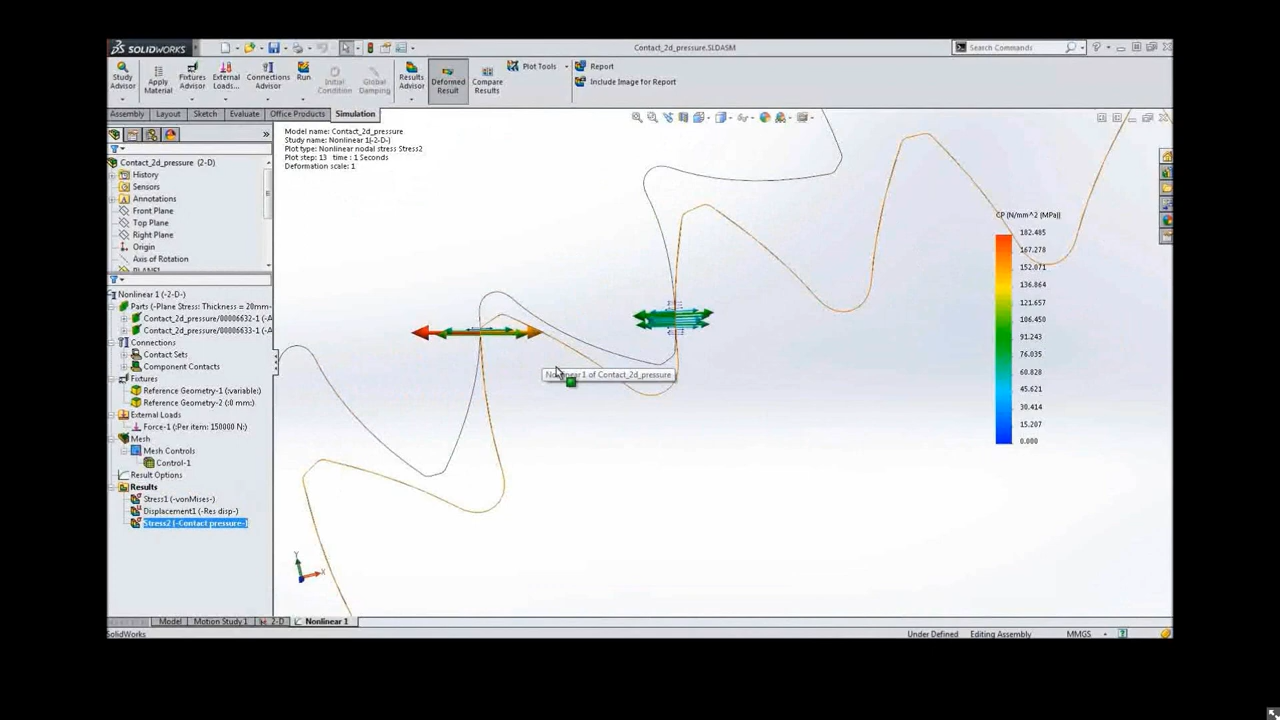 SOLIDWORKS
Contact_2d_pressure.SLDASM
Search Commands
Study Advisor
Apply Material
Fixtures Advisor
External Loads...
Connections Advisor
Run
Initial Condition
Global Damping
Results Advisor
Deformed Result
Compare Results
Plot Tools
Report
Include Image for Report
Assembly
Layout
Sketch
Evaluate
Office Products
Simulation
Model name: Contact_2d_pressure
Study name: Nonlinear 1(-2-D-)
Plot type: Nonlinear nodal stress Stress2
Plot step: 13 time : 1 Seconds
Deformation scale: 1
Contact_2d_pressure (2-D)
History
Sensors
Annotations
Front Plane
Top Plane
Right Plane
Origin
Axis of Rotation
PLANE1
Nonlinear 1 (-2-D-)
Parts (-Plane Stress: Thickness = 28mm-
Contact_2d_pressure/00006632-1 (-A
Contact_2d_pressure/00006633-1 (-A
Connections
Contact Sets
Component Contacts
Fixtures
Reference Geometry-1 (:variable:)
Reference Geometry-2 (:0 mm:)
External Loads
Force-1 (:Per item: 150000 N:)
Mesh
Mesh Controls
Control-1
Result Options
Results
Stress1 (-vonMises-)
Displacement1 (-Res disp-)
Stress2 (-Contact pressure-)
Nonlinear 1 of Contact_2d_pressure
CP (N/mm^2 (MPa))
182.485
167.278
152.071
136.864
121.657
106.450
91.243
76.035
60.828
45.621
30.414
15.207
0.000
Y
X
Model
Motion Study 1
2-D
Nonlinear 1
SolidWorks
Under Defined
Editing Assembly
MMGS